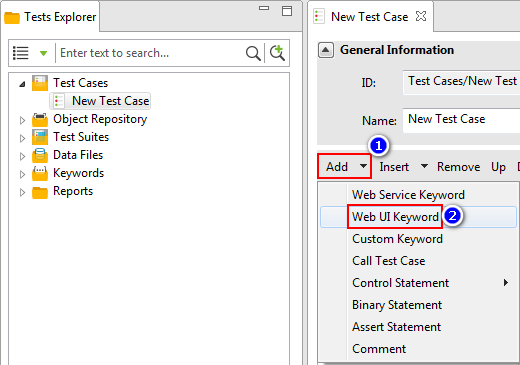 Tests Explorer
Enter text to search...
Test Cases
New Test Case
Object Repository
Test Suites
Data Files
Keywords
Reports
New Test Case
General Information
ID: Test Cases/New Test
Name: New Test Case
1
Add Insert Remove Up D
Web Service Keyword
Web UI Keyword 2
Custom Keyword
Call Test Case
Control Statement
Binary Statement
Assert Statement
Comment